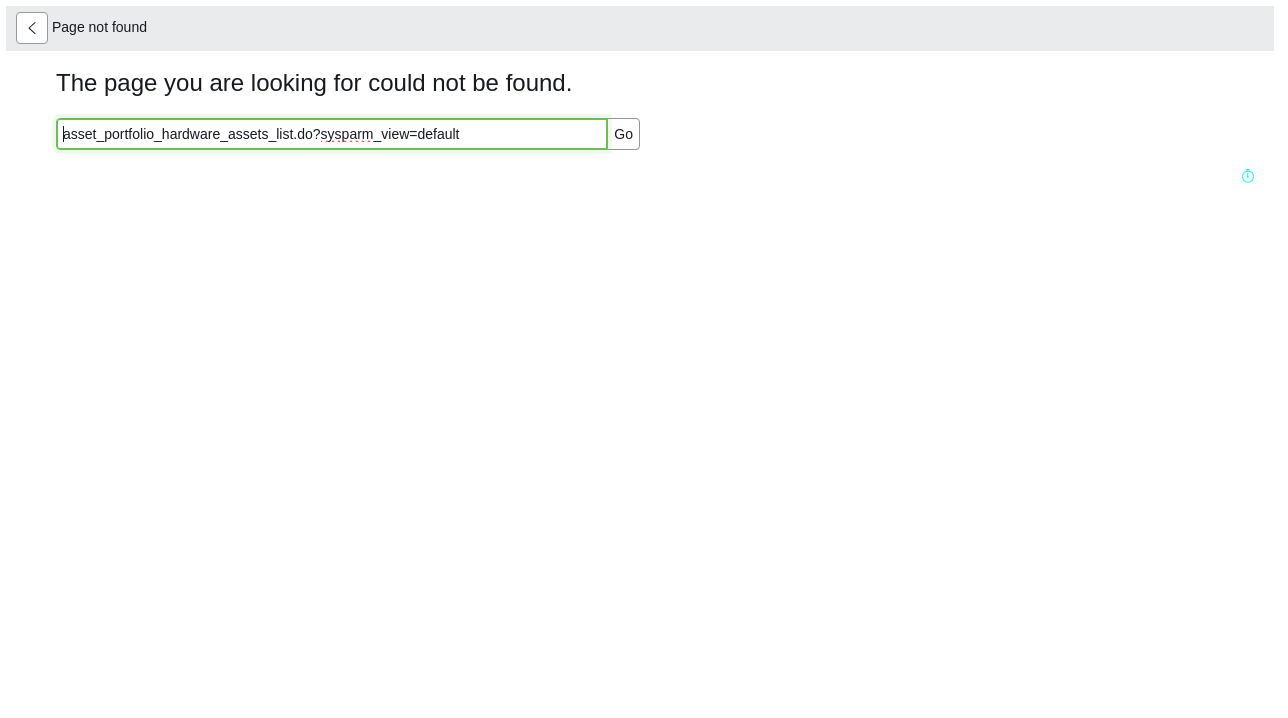 Page not found
The page you are looking for could not be found.
asset_portfolio_hardware_assets_list.do?sysparm_view=default
Go